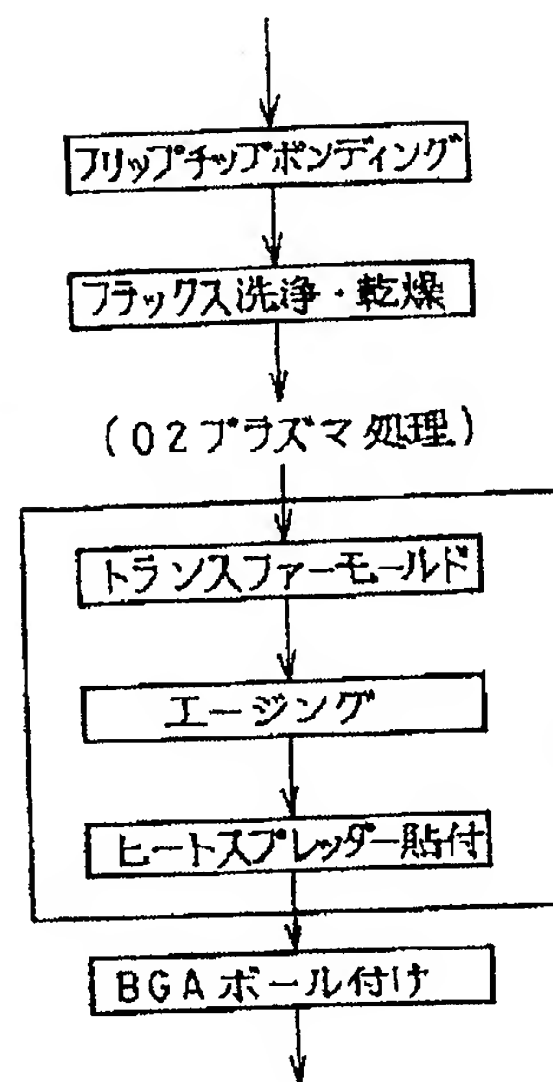 フリップチップボンディング
フラックス洗浄・乾燥
(O2プラズマ処理)
トランスファーモールド
エージング
ヒートスプレッダー貼付
BGAボール付け